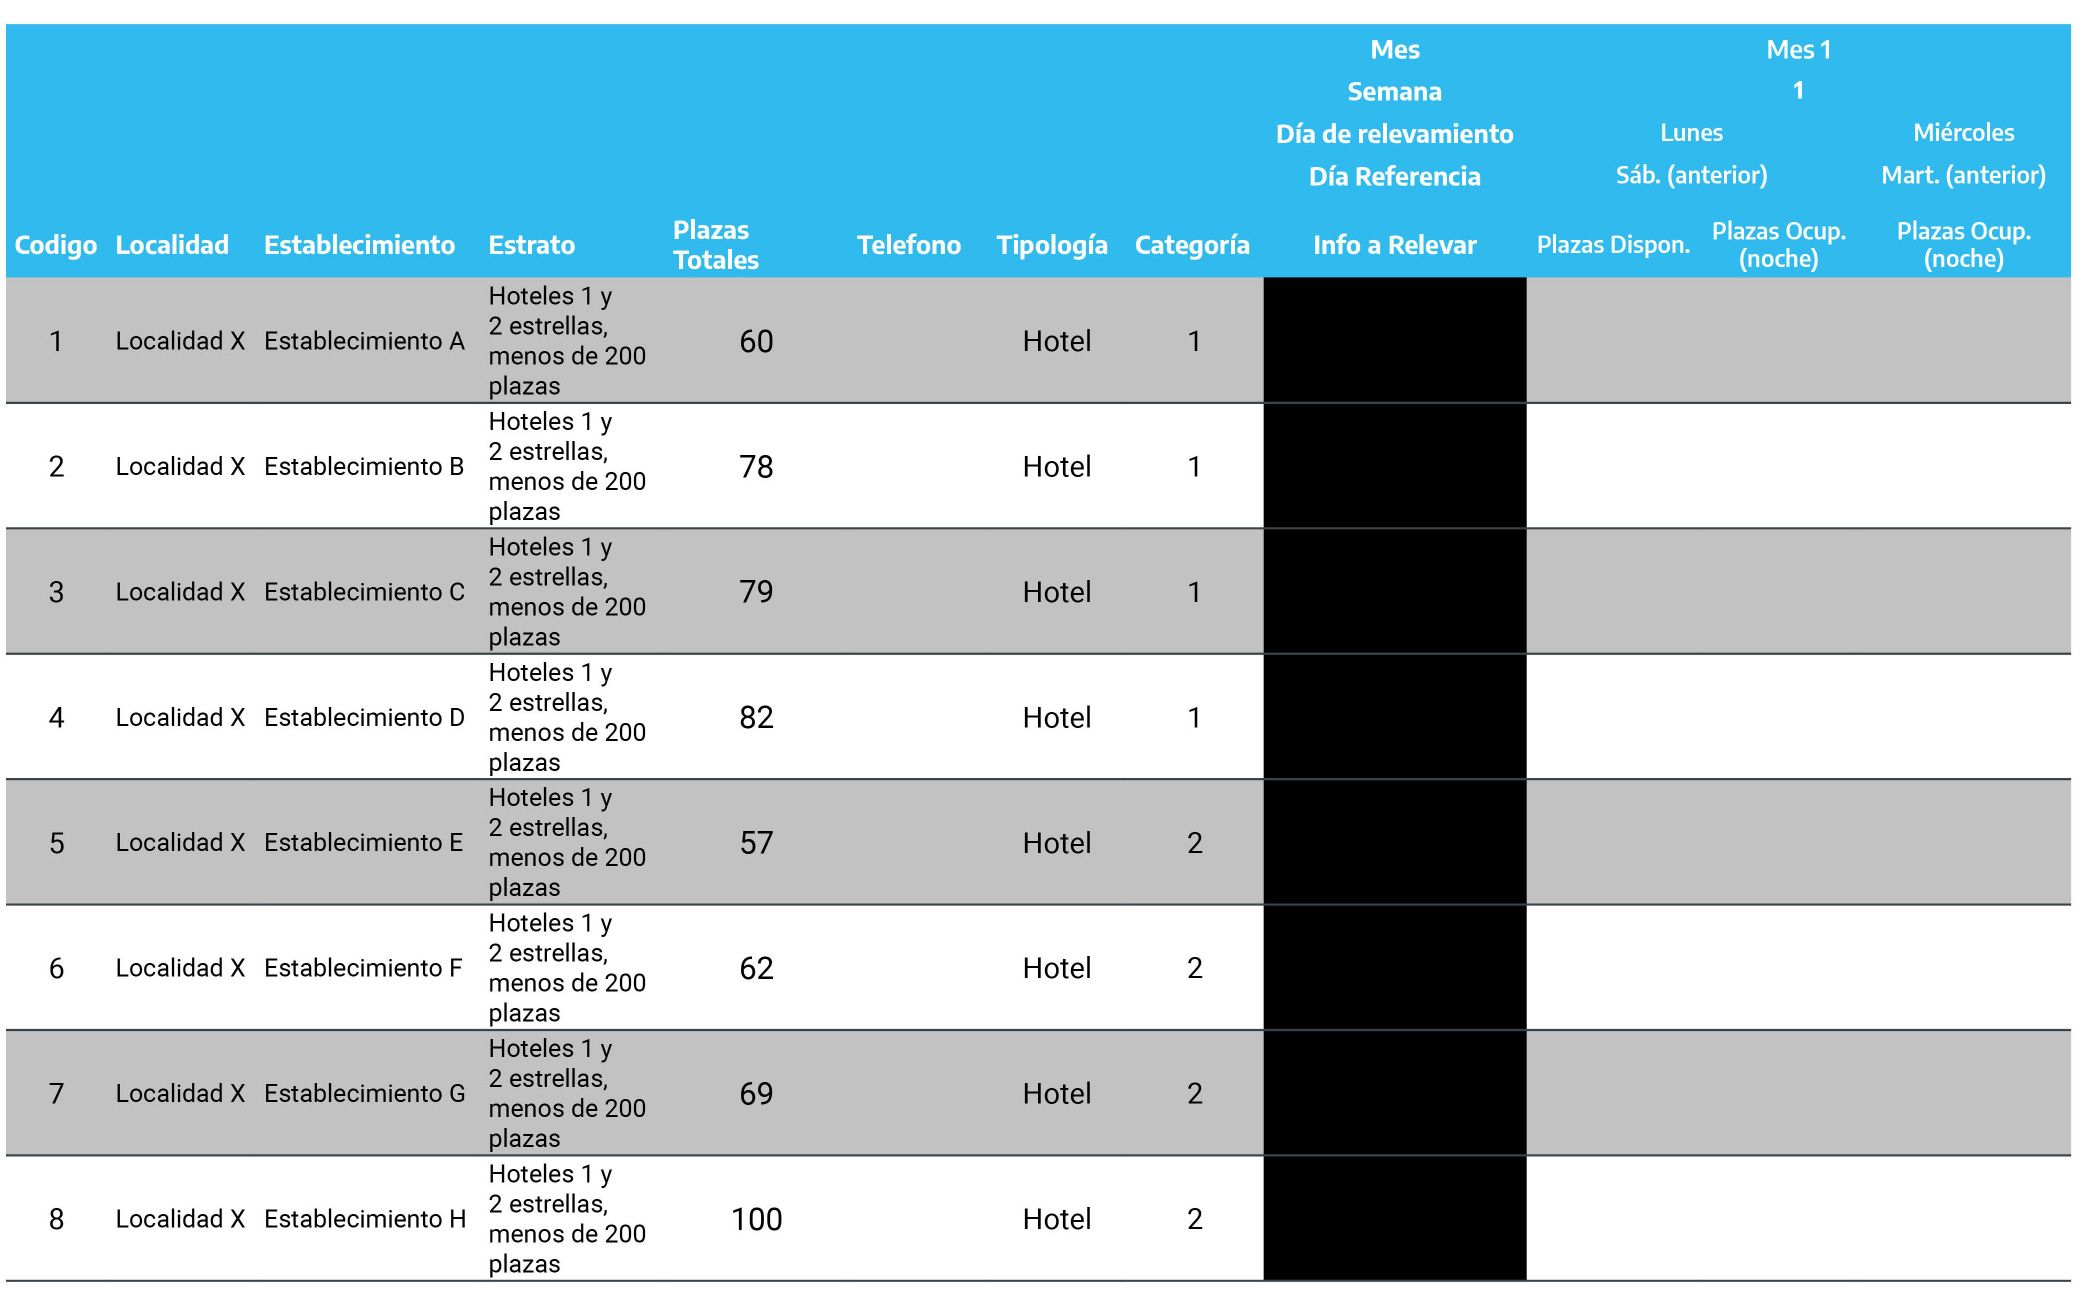 Mes Mes 1
Semana 1
Día de relevamiento Lunes Miércoles
Día Referencia Sáb. (anterior) Mart. (anterior)
Codigo Localidad Establecimiento Estrato Plazas Totales Telefono Tipología Categoría Info a Relevar Plazas Dispon. Plazas Ocup. (noche) Plazas Ocup. (noche)
1 Localidad X Establecimiento A Hoteles 1 y 2 estrellas, menos de 200 plazas 60 Hotel 1
2 Localidad X Establecimiento B Hoteles 1 y 2 estrellas, menos de 200 plazas 78 Hotel 1
3 Localidad X Establecimiento C Hoteles 1 y 2 estrellas, menos de 200 plazas 79 Hotel 1
4 Localidad X Establecimiento D Hoteles 1 y 2 estrellas, menos de 200 plazas 82 Hotel 1
5 Localidad X Establecimiento E Hoteles 1 y 2 estrellas, menos de 200 plazas 57 Hotel 2
6 Localidad X Establecimiento F Hoteles 1 y 2 estrellas, menos de 200 plazas 62 Hotel 2
7 Localidad X Establecimiento G Hoteles 1 y 2 estrellas, menos de 200 plazas 69 Hotel 2
8 Localidad X Establecimiento H Hoteles 1 y 2 estrellas, menos de 200 plazas 100 Hotel 2